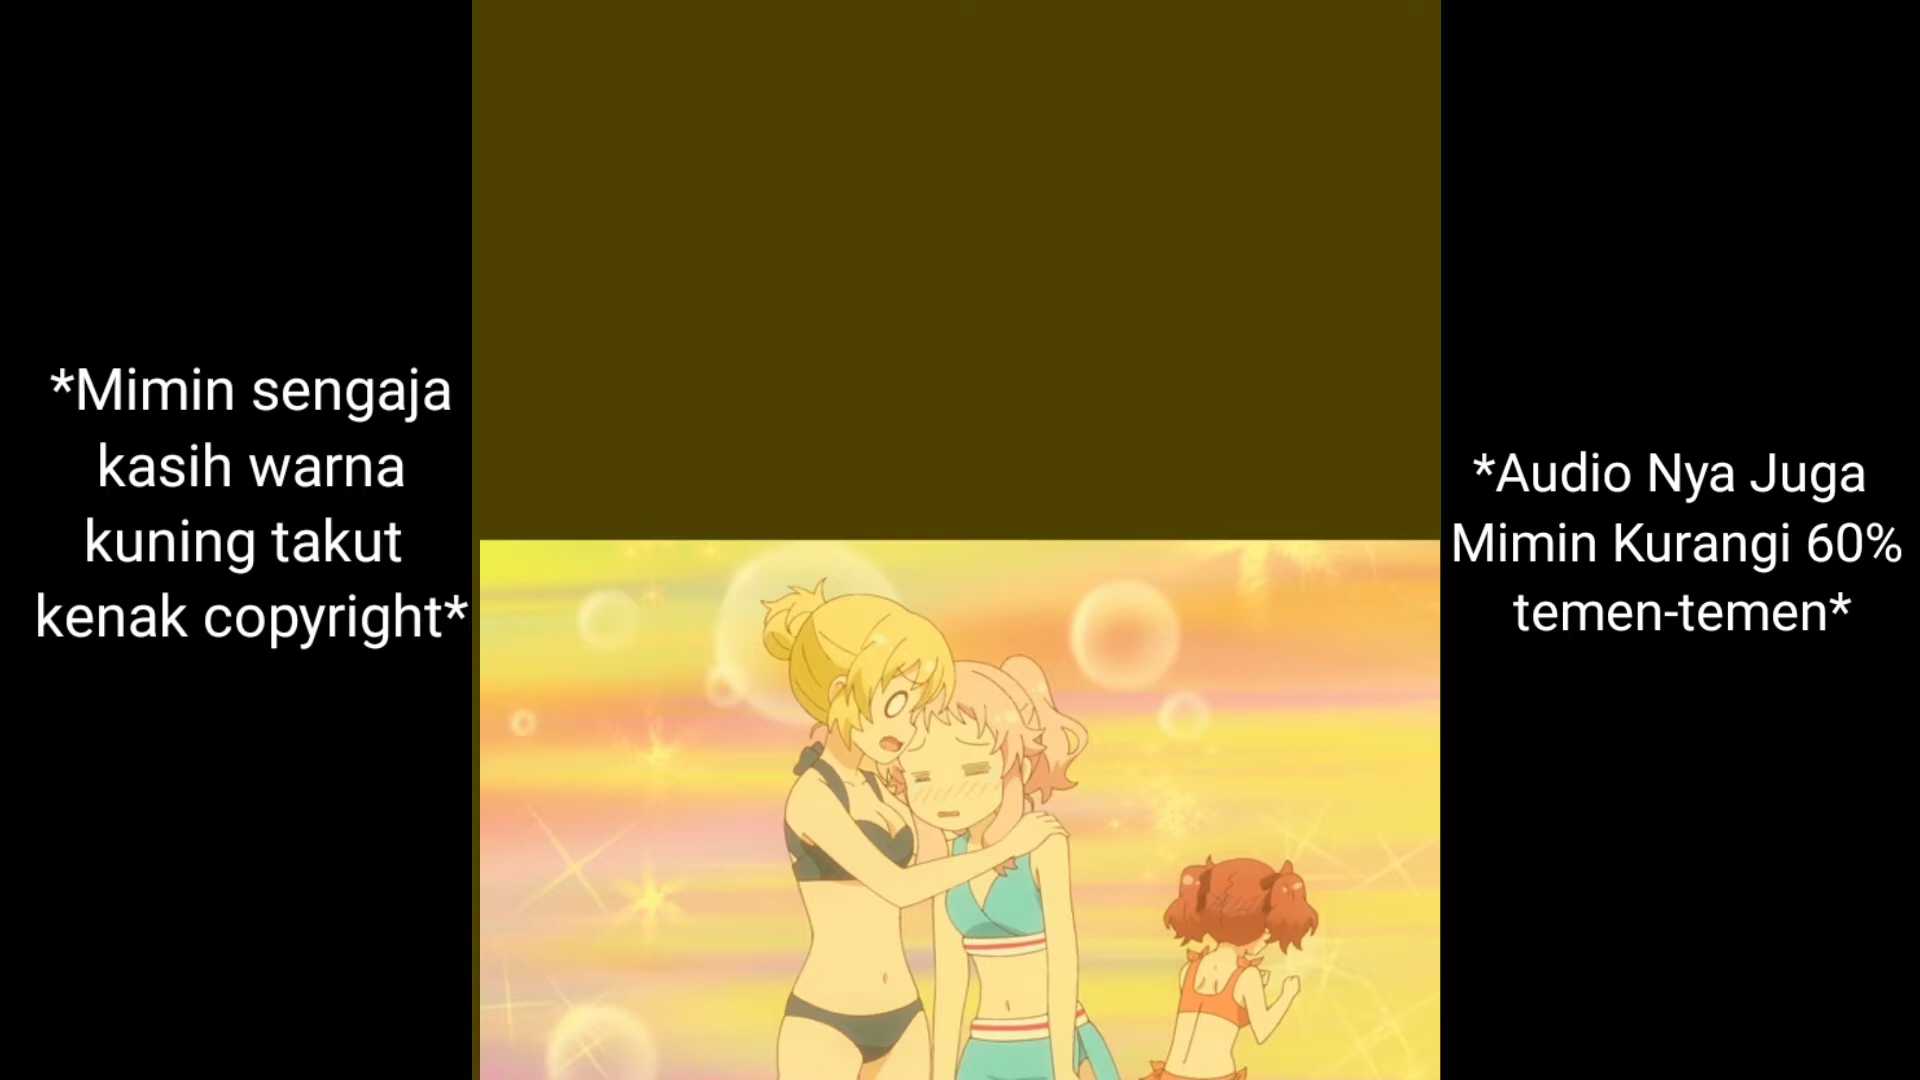 *Mimin sengaja
kasih warna
kuning takut
kenak copyright*
*Audio Nya Juga
Mimin Kurangi 60%
temen-temen*